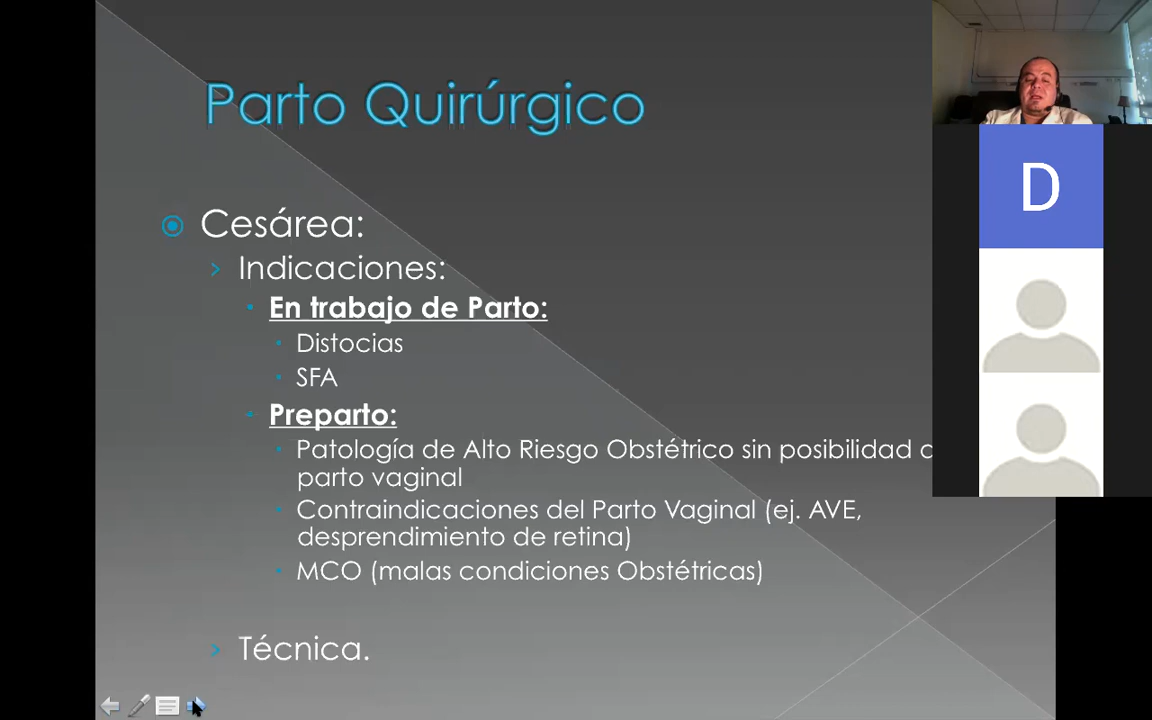 Parto Quirúrgico
Cesárea:
Indicaciones:
En trabajo de Parto:
Distocias
SFA
Preparto:
Patología de Alto Riesgo Obstétrico sin posibilidad
parto vaginal
Contraindicaciones del Parto Vaginal (ej. AVE,
desprendimiento de retina)
MCO (malas condiciones Obstétricas)
Técnica.
D